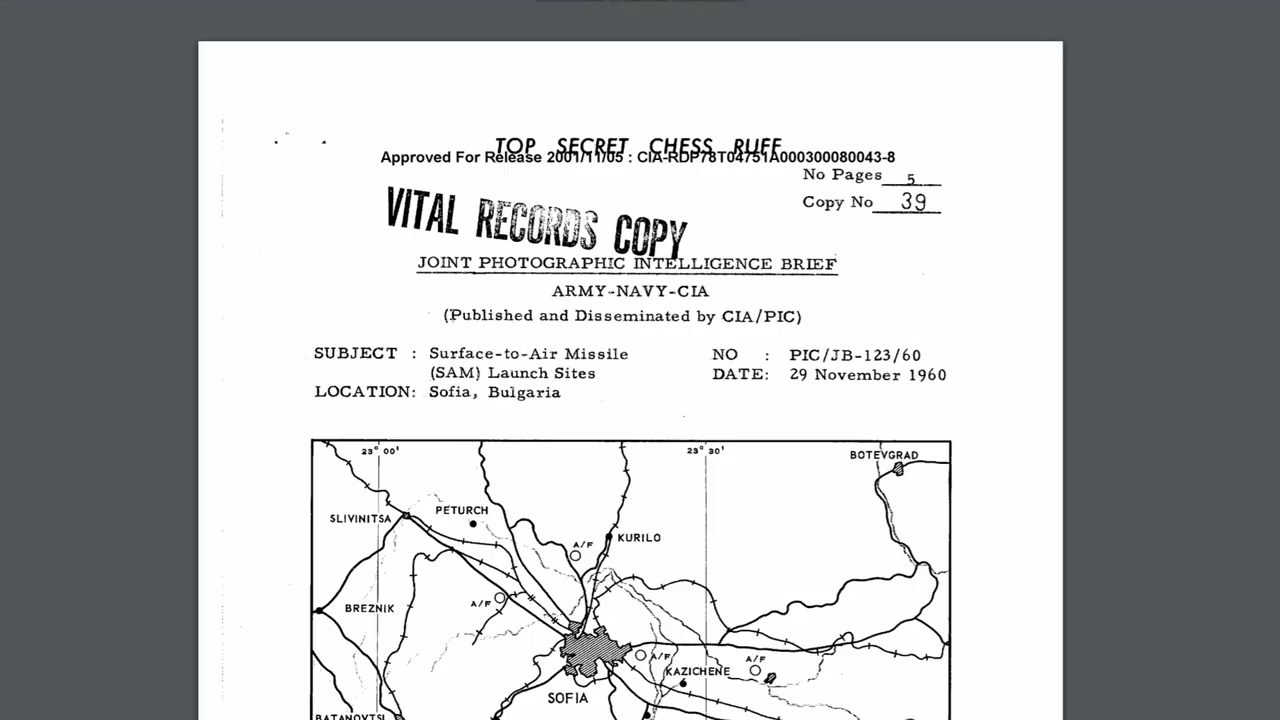 TOP SECRET CHESS RUFF
Approved For Release 2001/11/05 : CIA-RDP78T04751A000300080043-8
No Pages 5
Copy No 39
VITAL RECORDS COPY
JOINT PHOTOGRAPHIC INTELLIGENCE BRIEF
ARMY-NAVY-CIA
(Published and Disseminated by CIA/PIC)
SUBJECT : Surface-to-Air Missile NO : PIC/JB-123/60
(SAM) Launch Sites DATE: 29 November 1960
LOCATION: Sofia, Bulgaria
23° 00' 23° 30' BOTEVGRAD
SLIVINITSA PETURCH
A/F KURILO
BREZNIK A/F
A/F KAZICHENE A/F
SOFIA
BATANOVTSI